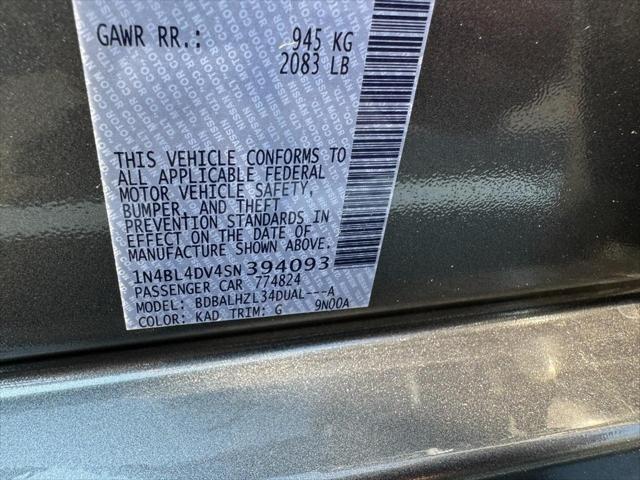 GAWR RR.: 945 KG
2083 LB
THIS VEHICLE CONFORMS TO
ALL APPLICABLE FEDERAL
MOTOR VEHICLE SAFETY,
BUMPER, AND THEFT
PREVENTION STANDARDS IN
EFFECT ON THE DATE OF
MANUFACTURE SHOWN ABOVE.
1N4BL4DV4SN394093
PASSENGER CAR 774824
MODEL: BDBALHZL34DUAL---A
COLOR: KAD TRIM: G 9N00A